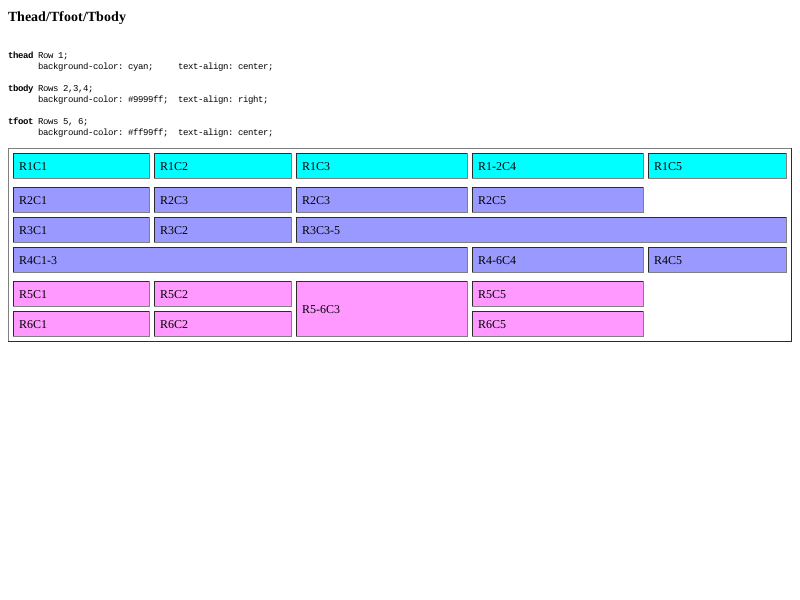 Thead/Tfoot/Tbody
thead Row 1;
background-color: cyan;     text-align: center;
tbody Rows 2,3,4;
background-color: #9999ff;  text-align: right;
tfoot Rows 5, 6;
background-color: #ff99ff;  text-align: center;
R1C1 R1C2 R1C3 R1-2C4 R1C5
R2C1 R2C3 R2C3 R2C5
R3C1 R3C2 R3C3-5
R4C1-3 R4-6C4 R4C5
R5C1 R5C2 R5-6C3 R5C5
R6C1 R6C2 R6C5